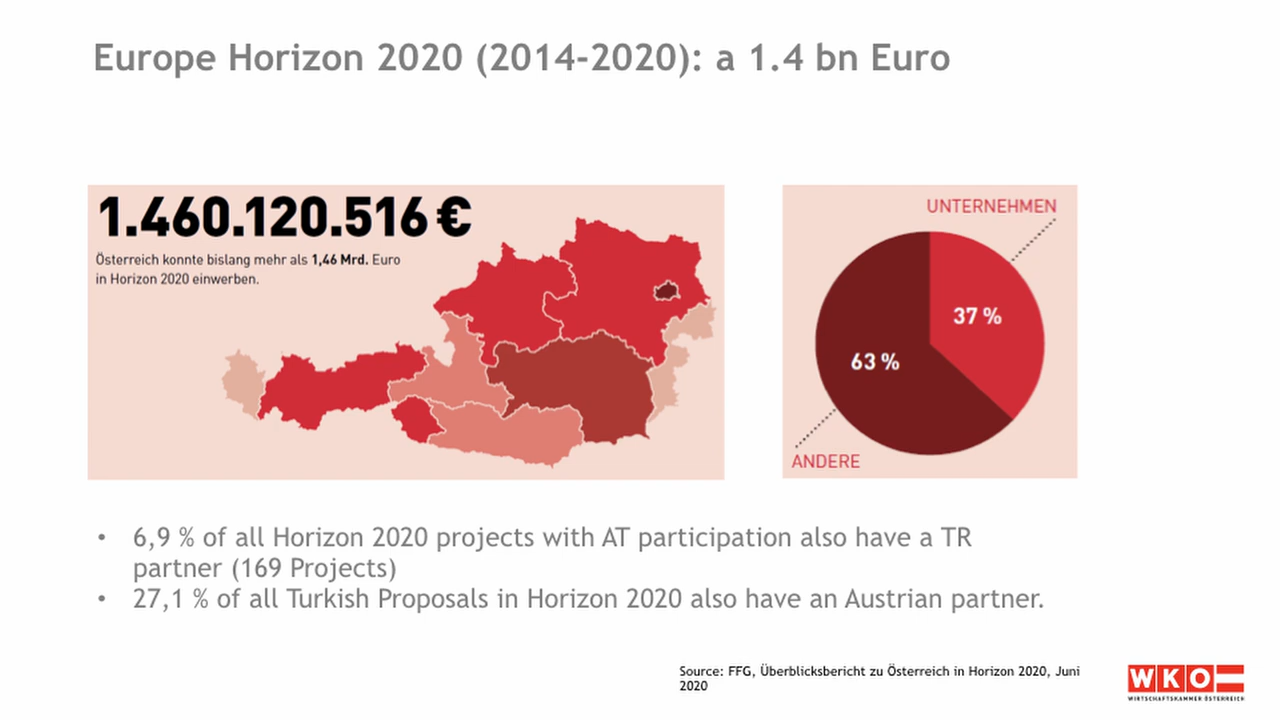 Europe Horizon 2020 (2014-2020): a 1.4 bn Euro
1.460.120.516 €
Österreich konnte bislang mehr als 1,46 Mrd. Euro
in Horizon 2020 einwerben.
UNTERNEHMEN
37 %
63 %
ANDERE
• 6,9 % of all Horizon 2020 projects with AT participation also have a TR
partner (169 Projects)
• 27,1 % of all Turkish Proposals in Horizon 2020 also have an Austrian partner.
Source: FFG, Überblicksbericht zu Österreich in Horizon 2020, Juni
2020
WKO
WIRTSCHAFTSKAMMER ÖSTERREICH